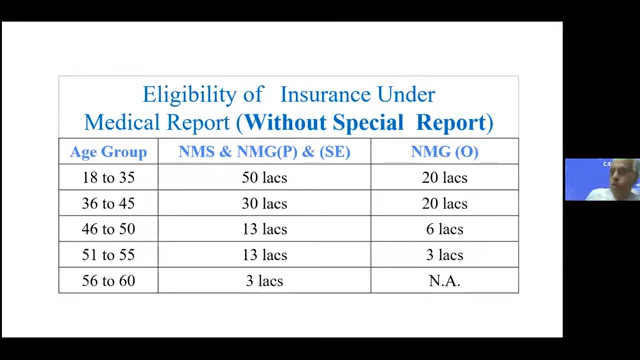 Eligibility of Insurance Under
Medical Report (Without Special Report)
Age Group NMS & NMG(P) & (SE) NMG (O)
18 to 35 50 lacs 20 lacs
36 to 45 30 lacs 20 lacs
46 to 50 13 lacs 6 lacs
51 to 55 13 lacs 3 lacs
56 to 60 3 lacs N.A.